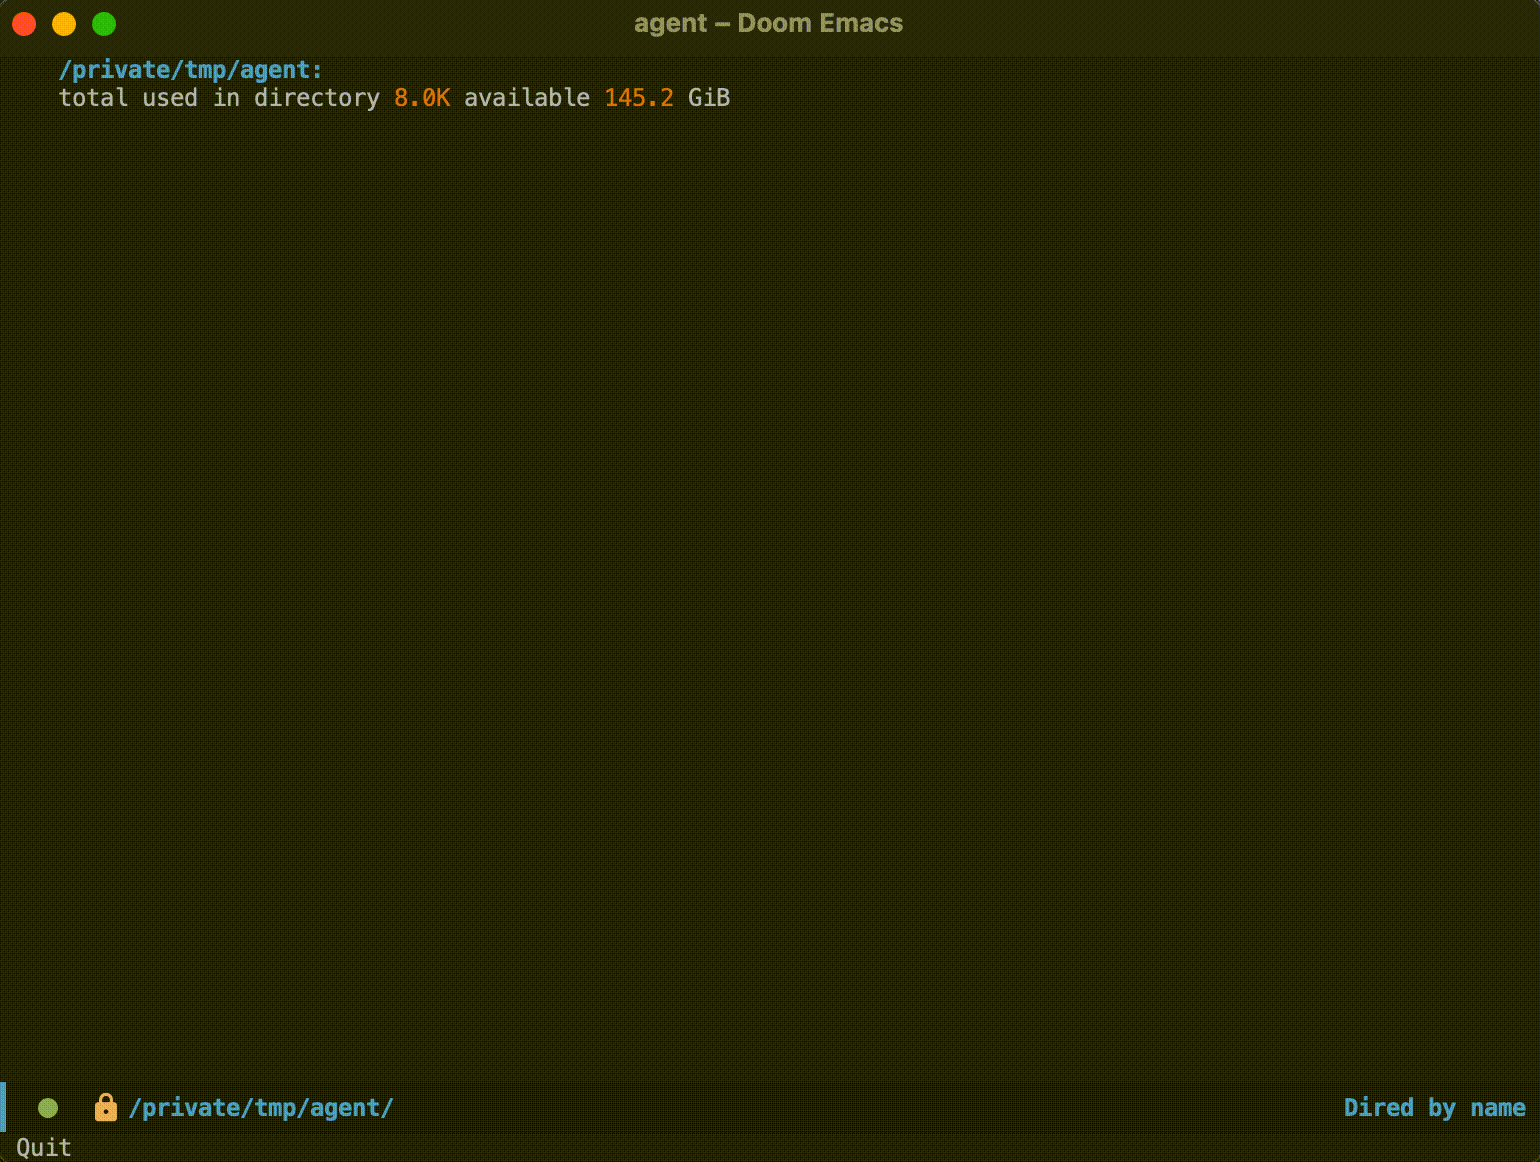 agent – Doom Emacs
/private/tmp/agent:
total used in directory 8.0K available 145.2 GiB
/private/tmp/agent/ Dired by name
Quit